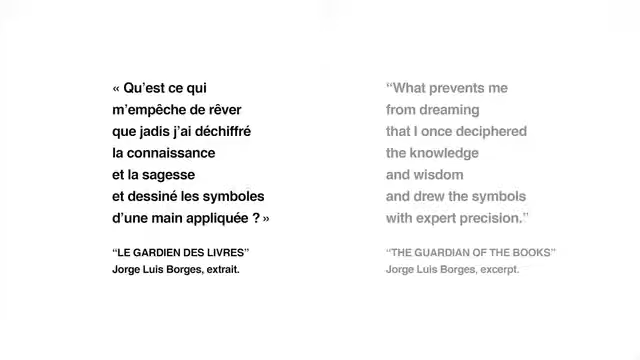 « Qu’est ce qui
m’empêche de rêver
que jadis j’ai déchiffré
la connaissance
et la sagesse
et dessiné les symboles
d’une main appliquée ? »
“LE GARDIEN DES LIVRES”
Jorge Luis Borges, extrait.
“What prevents me
from dreaming
that I once deciphered
the knowledge
and wisdom
and drew the symbols
with expert precision.”
“THE GUARDIAN OF THE BOOKS”
Jorge Luis Borges, excerpt.